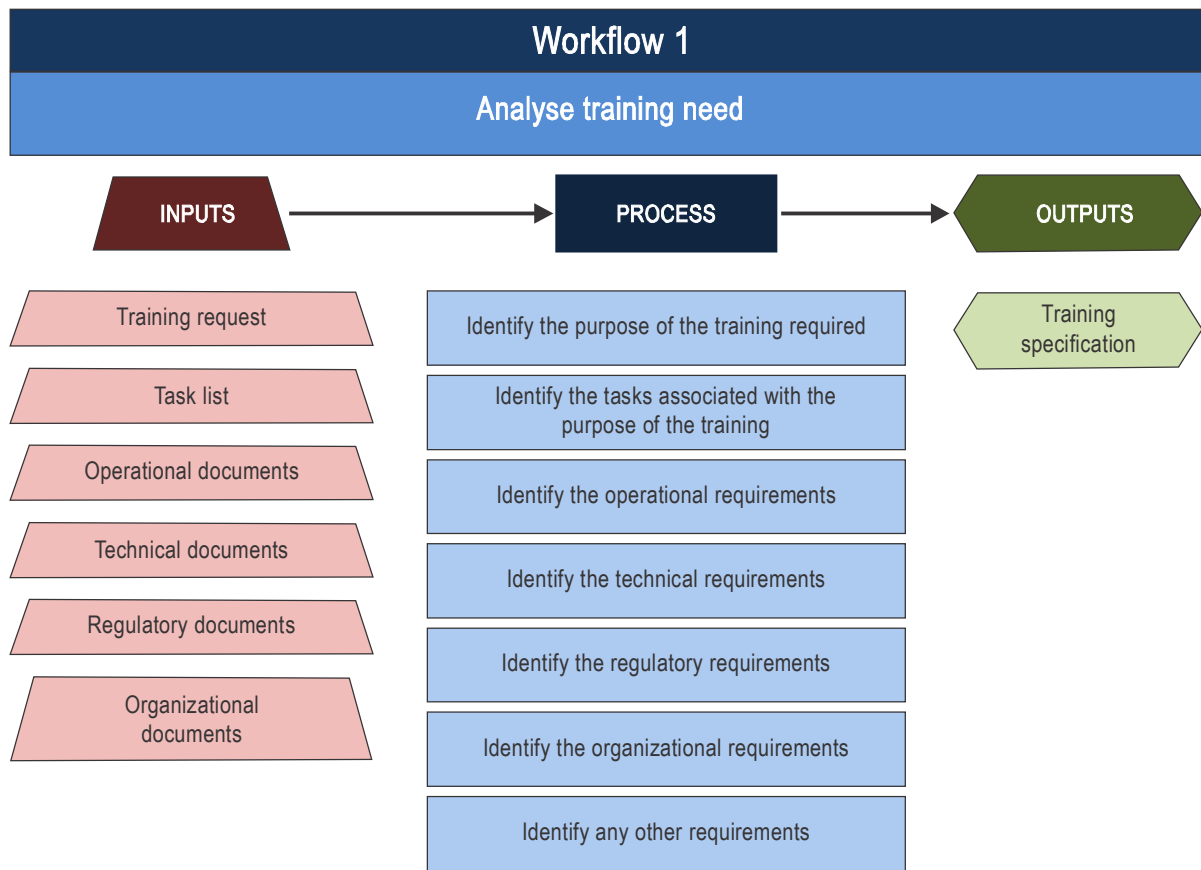 Workflow 1
Analyse training need
INPUTS
PROCESS
OUTPUTS
Training request
Task list
Operational documents
Technical documents
Regulatory documents
Organizational
documents
Identify the purpose of the training required
Identify the tasks associated with the
purpose of the training
Identify the operational requirements
Identify the technical requirements
Identify the regulatory requirements
Identify the organizational requirements
Identify any other requirements
Training
specification